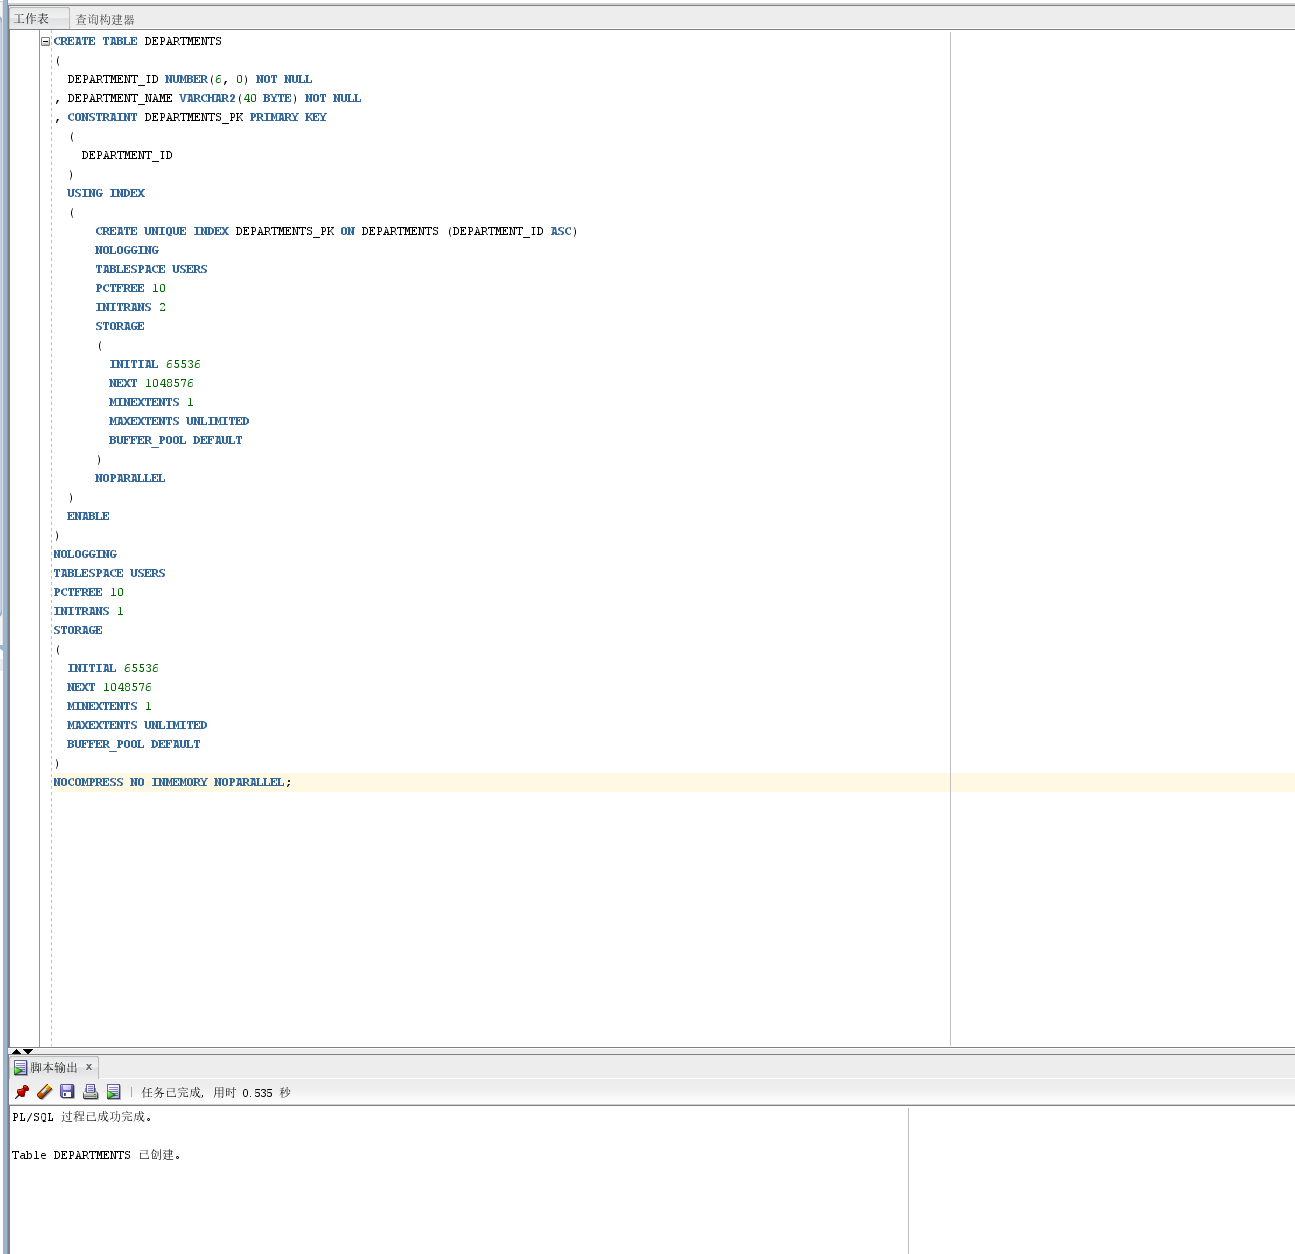 工作表 查询构建器
CREATE TABLE DEPARTMENTS
(
  DEPARTMENT_ID NUMBER(6, 0) NOT NULL
, DEPARTMENT_NAME VARCHAR2(40 BYTE) NOT NULL
, CONSTRAINT DEPARTMENTS_PK PRIMARY KEY
  (
    DEPARTMENT_ID
  )
  USING INDEX
  (
      CREATE UNIQUE INDEX DEPARTMENTS_PK ON DEPARTMENTS (DEPARTMENT_ID ASC)
      NOLOGGING
      TABLESPACE USERS
      PCTFREE 10
      INITRANS 2
      STORAGE
      (
        INITIAL 65536
        NEXT 1048576
        MINEXTENTS 1
        MAXEXTENTS UNLIMITED
        BUFFER_POOL DEFAULT
      )
      NOPARALLEL
  )
  ENABLE
)
NOLOGGING
TABLESPACE USERS
PCTFREE 10
INITRANS 1
STORAGE
(
  INITIAL 65536
  NEXT 1048576
  MINEXTENTS 1
  MAXEXTENTS UNLIMITED
  BUFFER_POOL DEFAULT
)
NOCOMPRESS NO INMEMORY NOPARALLEL;
脚本输出 x
任务已完成, 用时 0.535 秒
PL/SQL 过程已成功完成。
Table DEPARTMENTS 已创建。